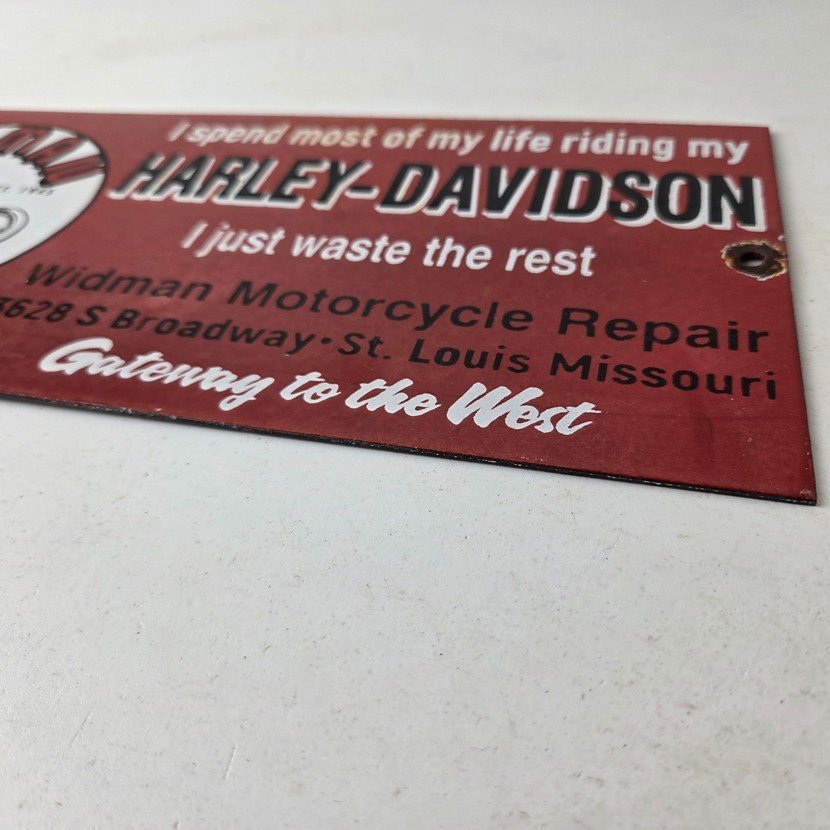 I spend most of my life riding my
HARLEY-DAVIDSON
I just waste the rest
Widman Motorcycle Repair
3628 S Broadway • St. Louis Missouri
Gateway to the West